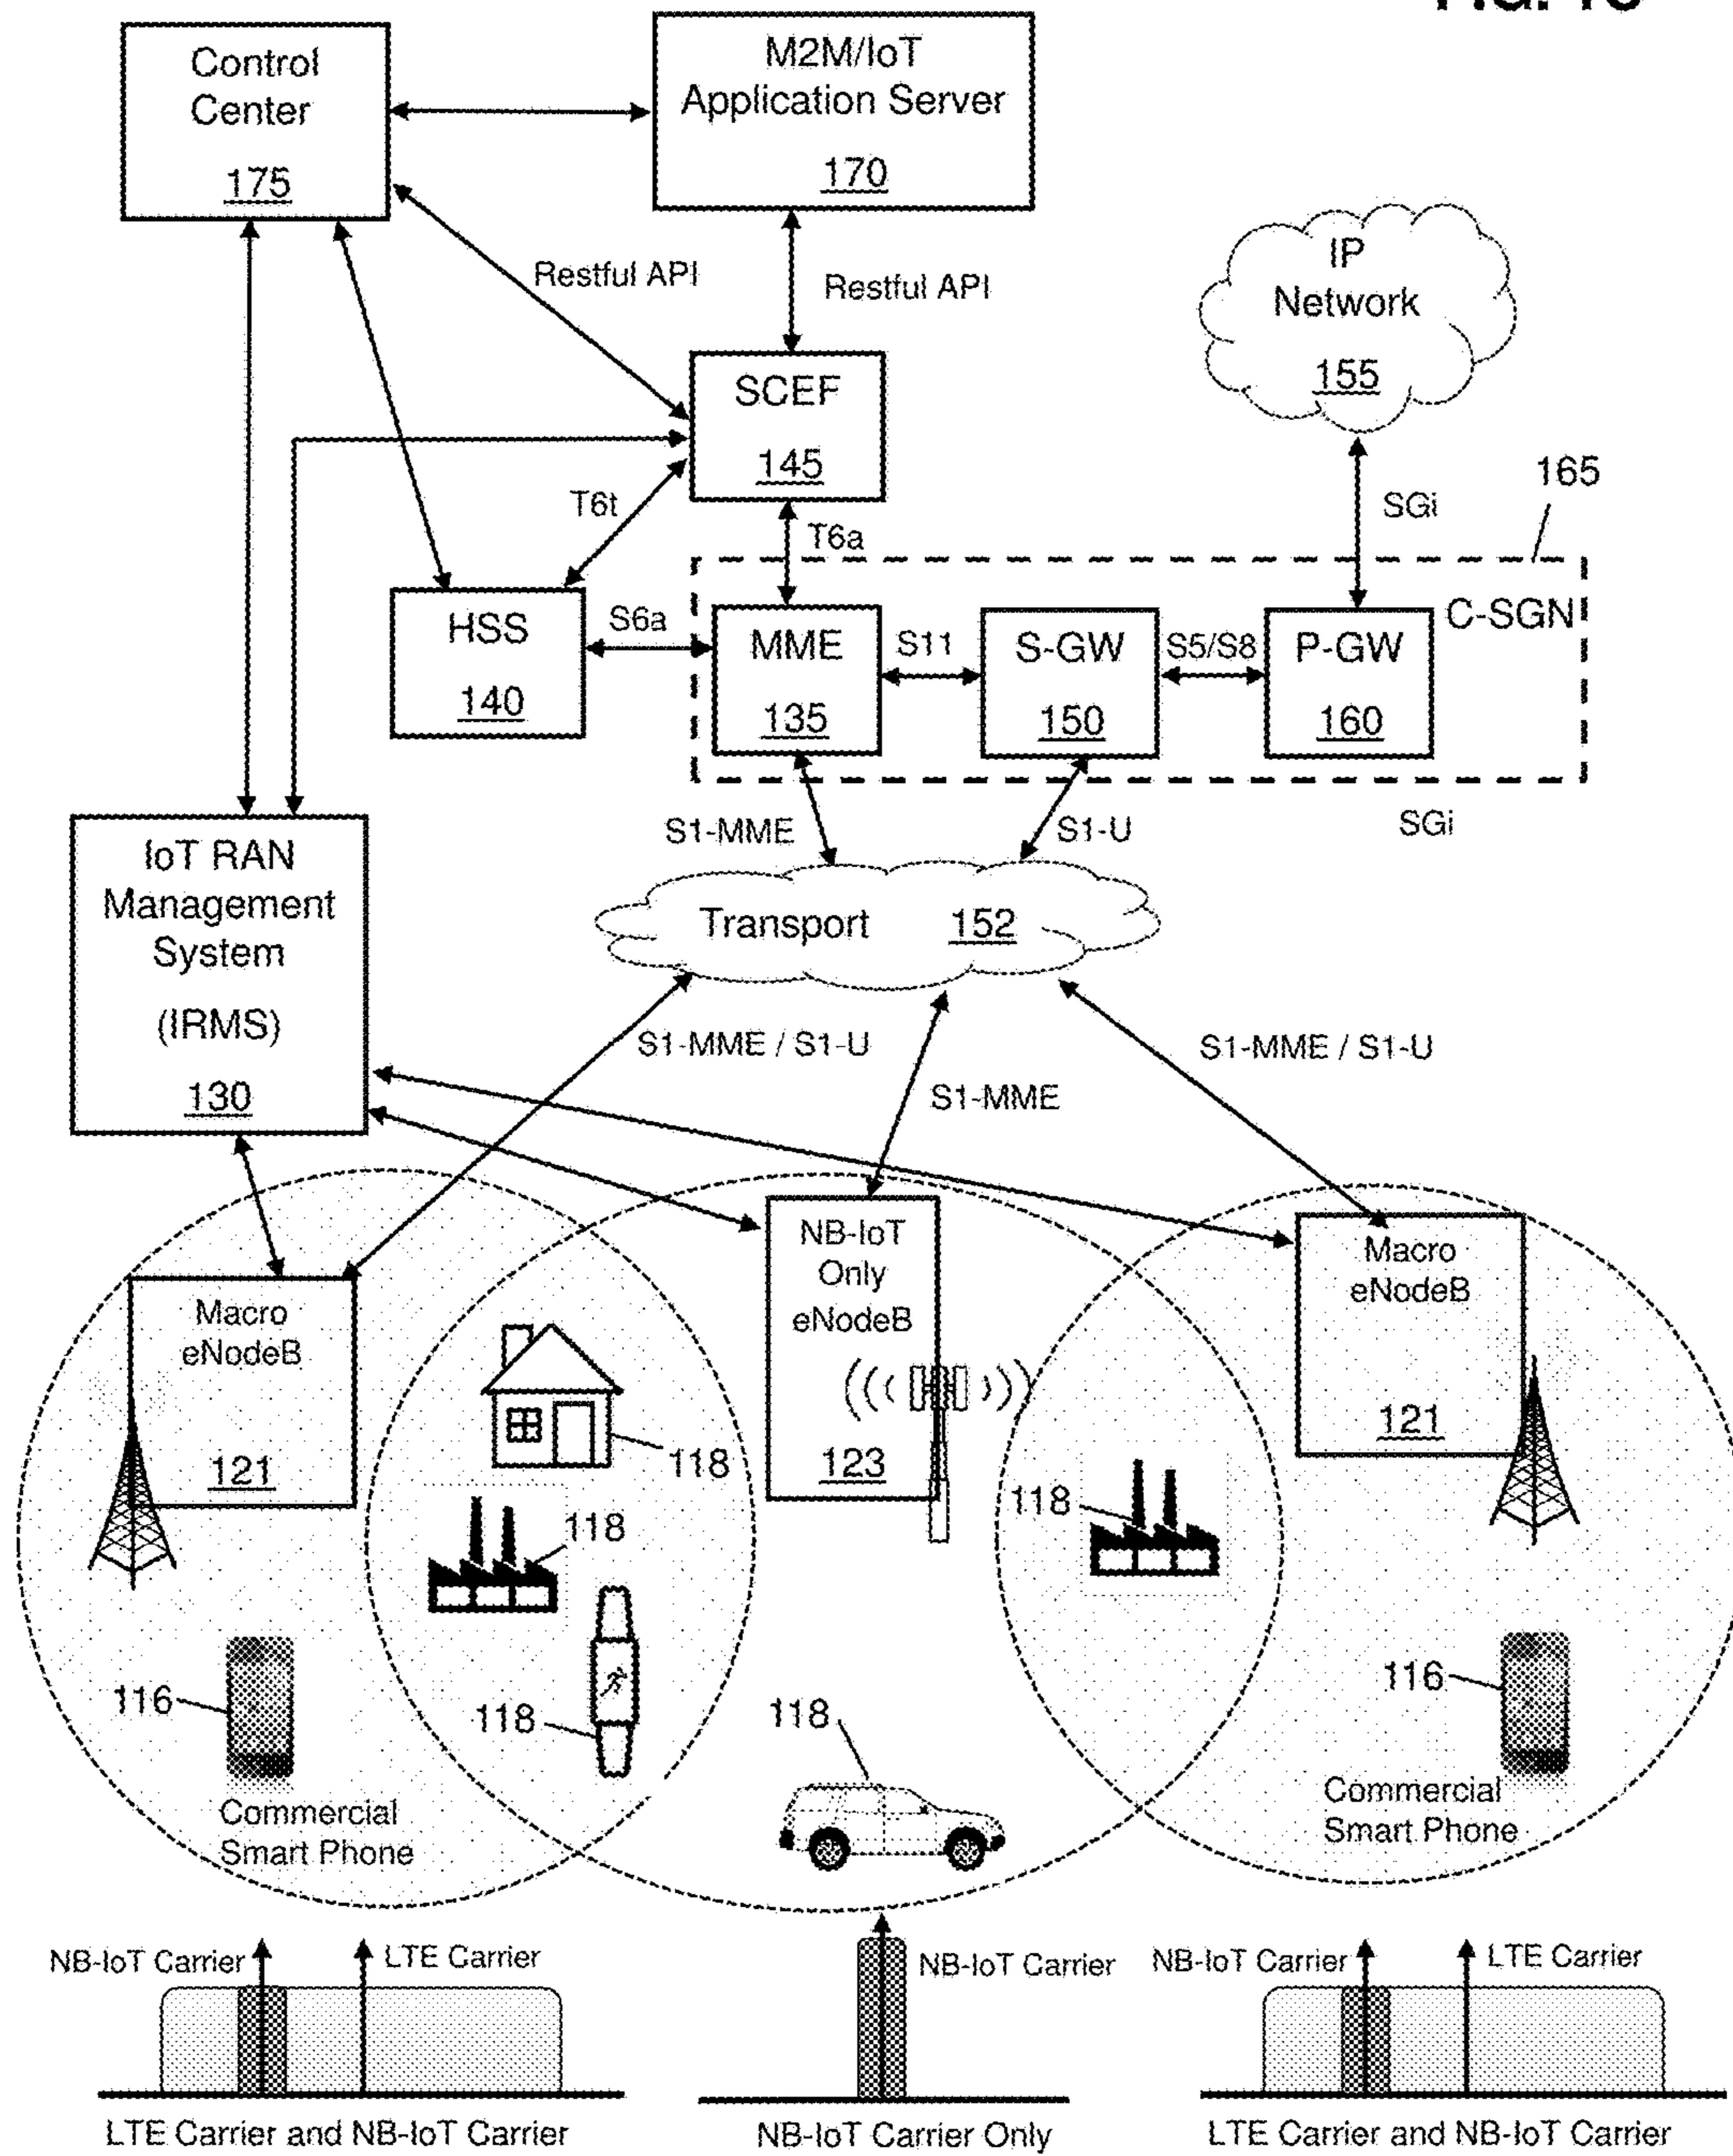 Control
Center
175
M2M/IoT
Application Server
170
IP
Network
155
Restful API
Restful API
SCEF
145
165
T6t
T6a
SGi
C-SGN
HSS
140
S6a
MME
135
S11
S-GW
150
S5/S8
P-GW
160
S1-MME
S1-U
SGi
IoT RAN
Management
System
(IRMS)
130
Transport 152
S1-MME / S1-U
S1-MME / S1-U
S1-MME
Macro
eNodeB
121
NB-IoT
Only
eNodeB
123
Macro
eNodeB
121
118
118
118
116
118
118
116
Commercial
Smart Phone
Commercial
Smart Phone
NB-IoT Carrier
LTE Carrier
NB-IoT Carrier
NB-IoT Carrier
LTE Carrier
LTE Carrier and NB-IoT Carrier
NB-IoT Carrier Only
LTE Carrier and NB-IoT Carrier